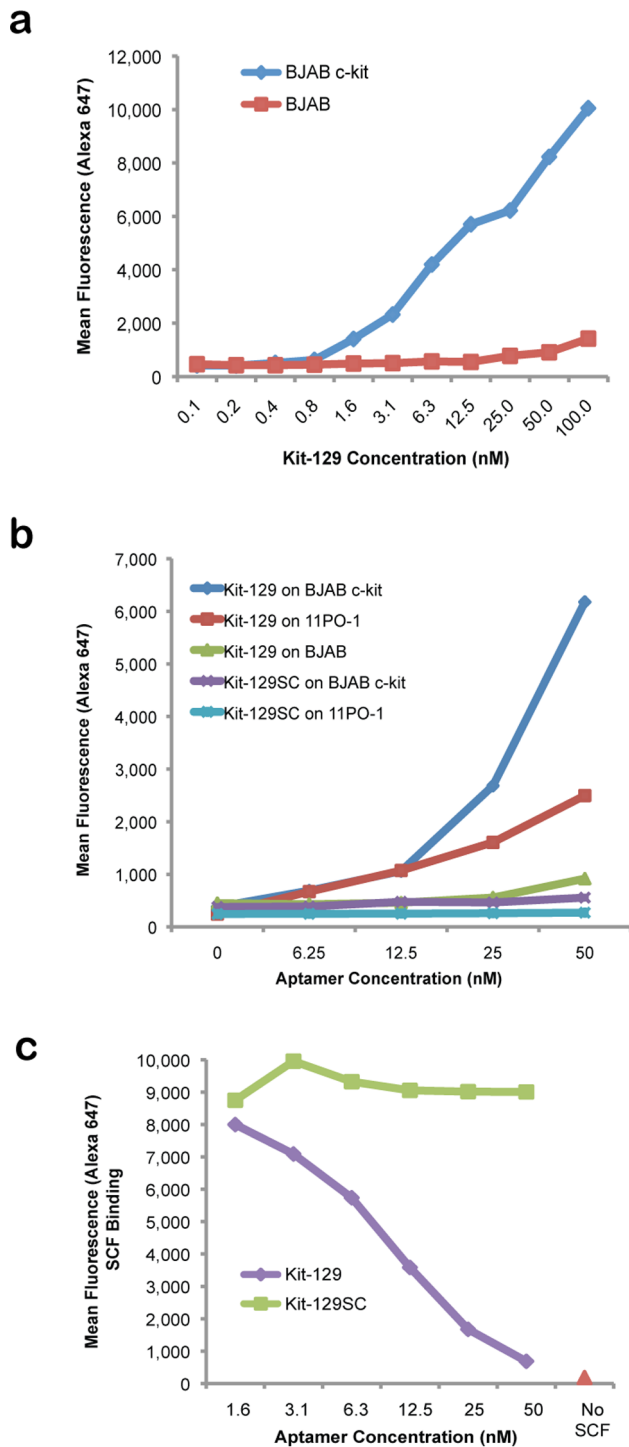 a
12,000
10,000
8,000
6,000
4,000
2,000
0
Mean Fluorescence (Alexa 647)
BJAB c-kit
BJAB
0.1 0.2 0.4 0.8 1.6 3.1 6.3 12.5 25.0 50.0 100.0
Kit-129 Concentration (nM)
b
7,000
6,000
5,000
4,000
3,000
2,000
1,000
0
Mean Fluorescence (Alexa 647)
Kit-129 on BJAB c-kit
Kit-129 on 11PO-1
Kit-129 on BJAB
Kit-129SC on BJAB c-kit
Kit-129SC on 11PO-1
0 6.25 12.5 25 50
Aptamer Concentration (nM)
c
10,000
9,000
8,000
7,000
6,000
5,000
4,000
3,000
2,000
1,000
0
Mean Fluorescence (Alexa 647)
SCF Binding
Kit-129
Kit-129SC
1.6 3.1 6.3 12.5 25 50 No
SCF
Aptamer Concentration (nM)